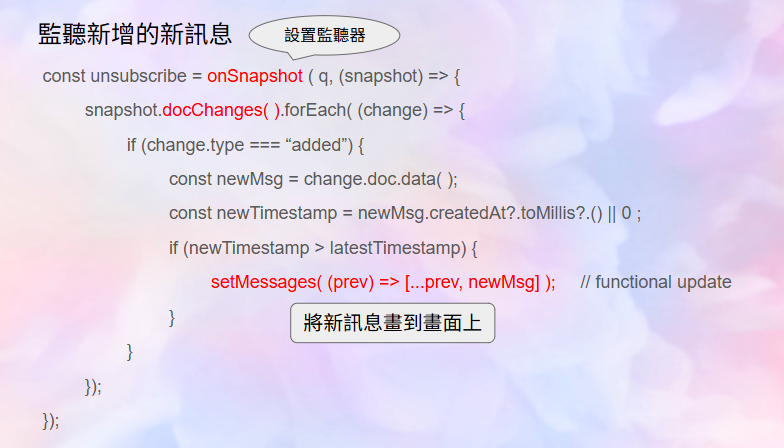 監聽新增的新訊息
設置監聽器
const unsubscribe = onSnapshot ( q, (snapshot) => {
snapshot.docChanges( ).forEach( (change) => {
if (change.type === “added”) {
const newMsg = change.doc.data( );
const newTimestamp = newMsg.createdAt?.toMillis?.() || 0 ;
if (newTimestamp > latestTimestamp) {
setMessages( (prev) => [...prev, newMsg] ); // functional update
}
將新訊息畫到畫面上
}
});
});